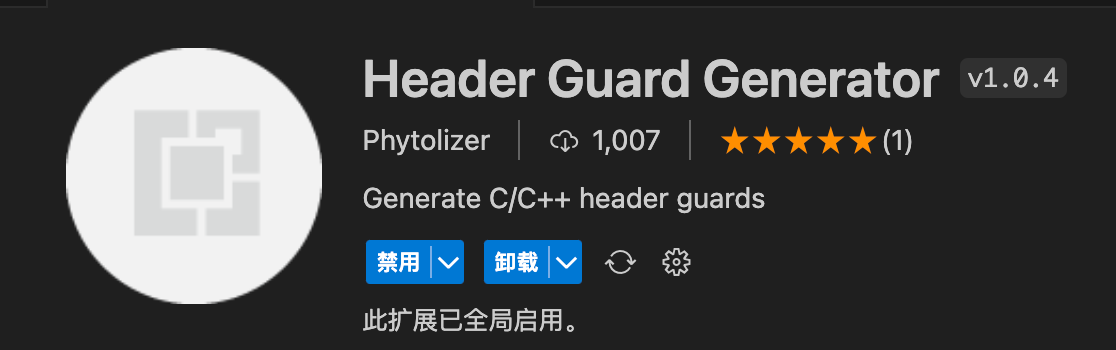 Header Guard Generator v1.0.4
Phytolizer 1,007 (1)
Generate C/C++ header guards
禁用 卸载
此扩展已全局启用。